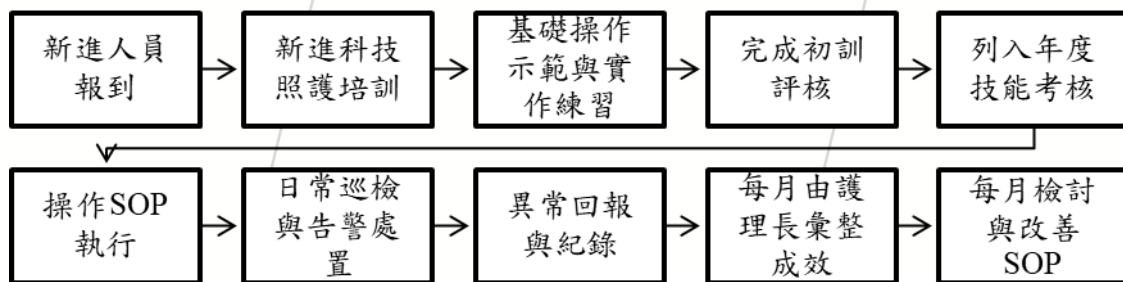 新進人員
報到
新進科技
照護培訓
基礎操作
示範與實
作練習
完成初訓
評核
列入年度
技能考核
操作SOP
執行
日常巡檢
與告警處
置
異常回報
與紀錄
每月由護
理長彙整
成效
每月檢討
與改善
SOP